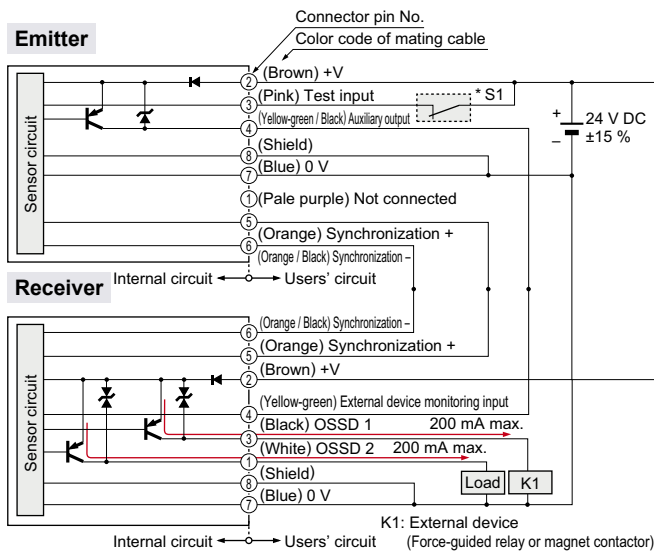 Connector pin No.
Emitter
Color code of mating cable
2 (Brown) +V
3 (Pink) Test input
* S1
4 (Yellow-green / Black) Auxiliary output
+
–
24 V DC
±15 %
8 (Shield)
7 (Blue) 0 V
1 (Pale purple) Not connected
5
(Orange) Synchronization +
6
(Orange / Black) Synchronization –
Sensor circuit
Internal circuit
Users' circuit
Receiver
(Orange / Black) Synchronization –
6
(Orange) Synchronization +
5
(Brown) +V
2
(Yellow-green) External device monitoring input
4
(Black) OSSD 1 200 mA max.
3
(White) OSSD 2 200 mA max.
1
(Shield)
8
(Blue) 0 V
7
Sensor circuit
Load
K1
K1: External device
(Force-guided relay or magnet contactor)
Internal circuit
Users' circuit